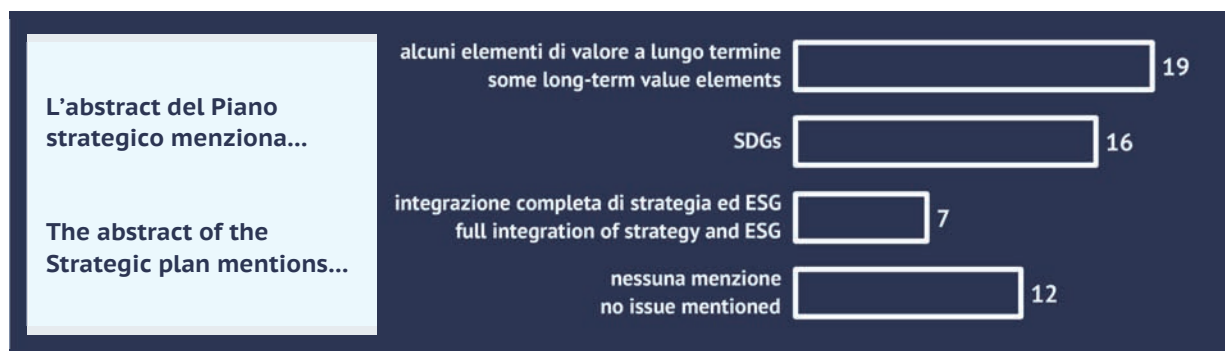 L’abstract del Piano
strategico menziona...
The abstract of the
Strategic plan mentions...
alcuni elementi di valore a lungo termine
some long-term value elements
19
SDGs
16
integrazione completa di strategia ed ESG
full integration of strategy and ESG
7
nessuna menzione
no issue mentioned
12